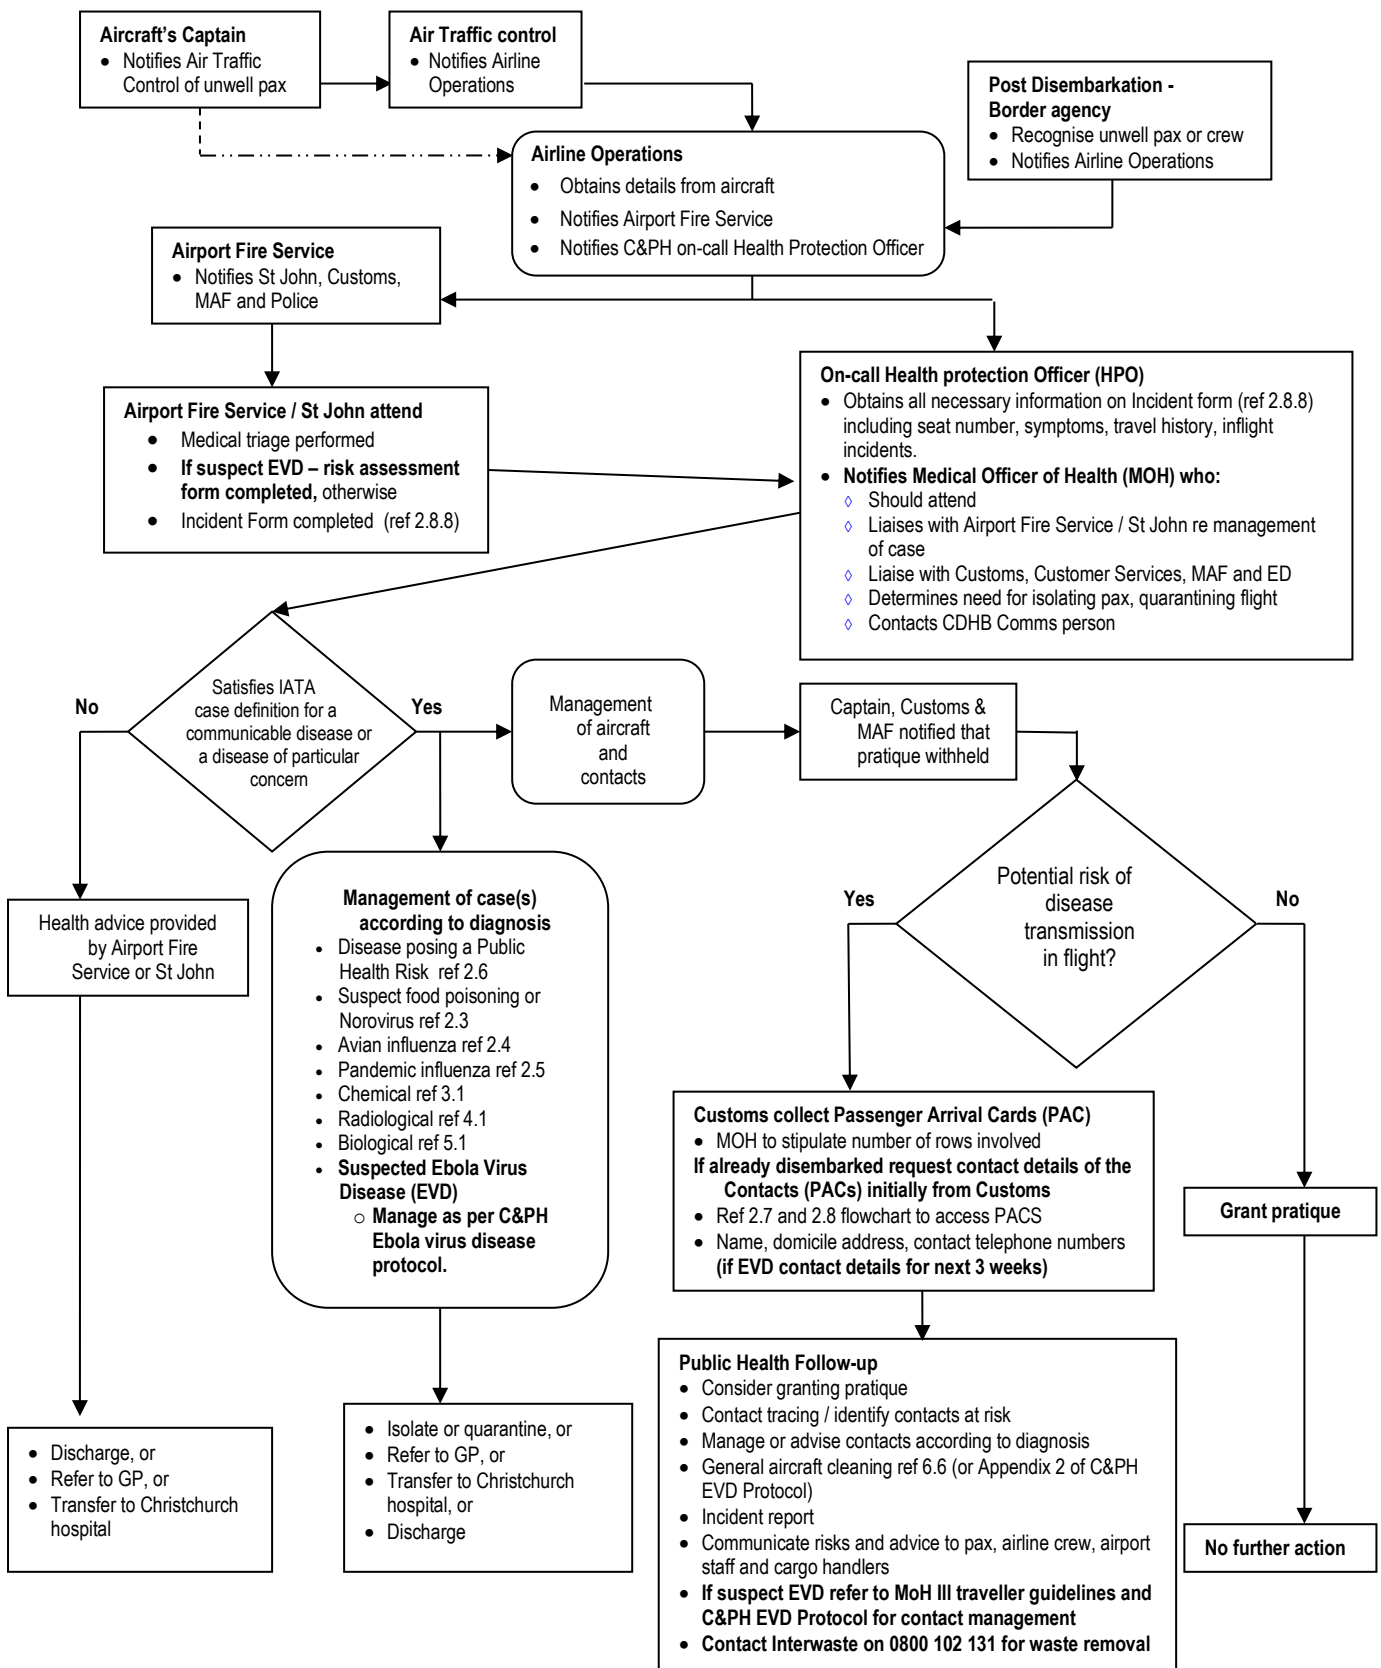 Aircraft's Captain
• Notifies Air Traffic
Control of unwell pax
Air Traffic control
• Notifies Airline
Operations
Post Disembarkation -
Border agency
• Recognise unwell pax or crew
• Notifies Airline Operations
Airline Operations
• Obtains details from aircraft
• Notifies Airport Fire Service
• Notifies C&PH on-call Health Protection Officer
Airport Fire Service
• Notifies St John, Customs,
MAF and Police
Airport Fire Service / St John attend
• Medical triage performed
• If suspect EVD – risk assessment
form completed, otherwise
• Incident Form completed (ref 2.8.8)
On-call Health protection Officer (HPO)
• Obtains all necessary information on Incident form (ref 2.8.8)
including seat number, symptoms, travel history, inflight
incidents.
• Notifies Medical Officer of Health (MOH) who:
◊ Should attend
◊ Liaises with Airport Fire Service / St John re management
of case
◊ Liaise with Customs, Customer Services, MAF and ED
◊ Determines need for isolating pax, quarantining flight
◊ Contacts CDHB Comms person
No
Satisfies IATA
case definition for a
communicable disease or
a disease of particular
concern
Yes
Management
of aircraft
and
contacts
Captain, Customs &
MAF notified that
pratique withheld
Yes
Potential risk of
disease
transmission
in flight?
No
Health advice provided
by Airport Fire
Service or St John
Management of case(s)
according to diagnosis
• Disease posing a Public
Health Risk ref 2.6
• Suspect food poisoning or
Norovirus ref 2.3
• Avian influenza ref 2.4
• Pandemic influenza ref 2.5
• Chemical ref 3.1
• Radiological ref 4.1
• Biological ref 5.1
• Suspected Ebola Virus
Disease (EVD)
o Manage as per C&PH
Ebola virus disease
protocol.
Customs collect Passenger Arrival Cards (PAC)
• MOH to stipulate number of rows involved
If already disembarked request contact details of the
Contacts (PACs) initially from Customs
• Ref 2.7 and 2.8 flowchart to access PACS
• Name, domicile address, contact telephone numbers
(if EVD contact details for next 3 weeks)
Grant pratique
• Discharge, or
• Refer to GP, or
• Transfer to Christchurch
hospital
• Isolate or quarantine, or
• Refer to GP, or
• Transfer to Christchurch
hospital, or
• Discharge
Public Health Follow-up
• Consider granting pratique
• Contact tracing / identify contacts at risk
• Manage or advise contacts according to diagnosis
• General aircraft cleaning ref 6.6 (or Appendix 2 of C&PH
EVD Protocol)
• Incident report
• Communicate risks and advice to pax, airline crew, airport
staff and cargo handlers
• If suspect EVD refer to MoH III traveller guidelines and
C&PH EVD Protocol for contact management
• Contact Interwaste on 0800 102 131 for waste removal
No further action